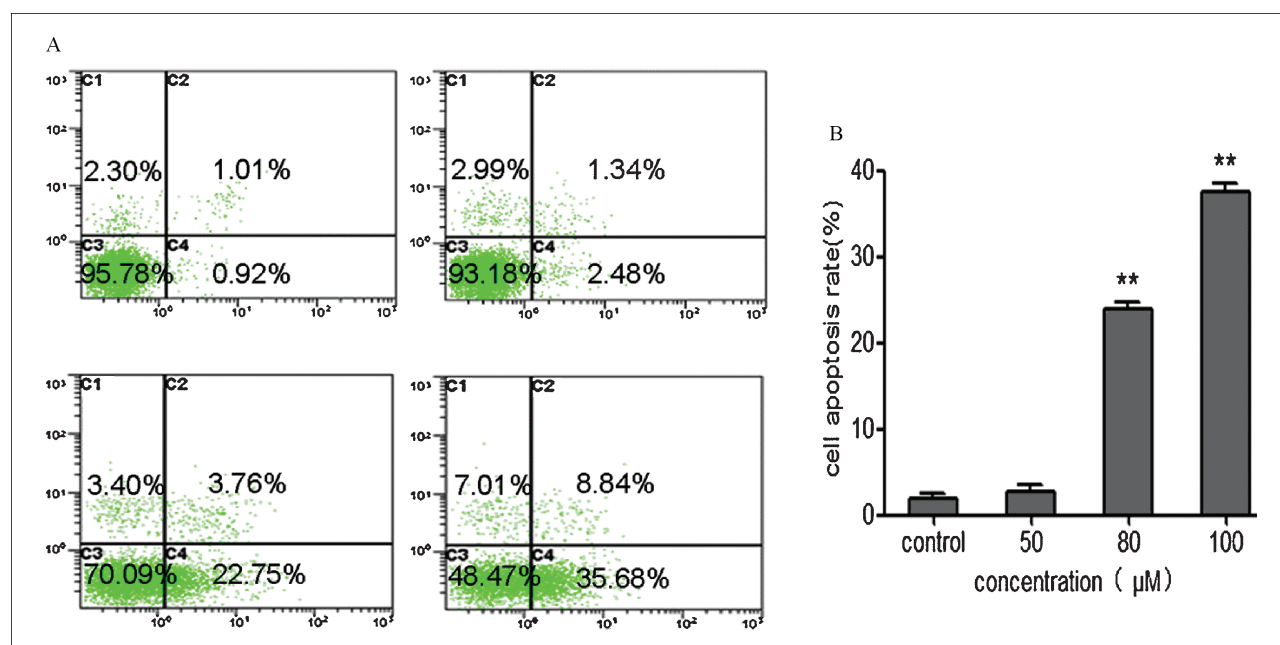 A
C1 C2
10³
10²
2.30% 1.01%
10¹
10⁰
C3 C4
95.78% 0.92%
10⁰ 10¹ 10² 10³
C1 C2
10³
10²
2.99% 1.34%
10¹
10⁰
C3 C4
93.18% 2.48%
10⁰ 10¹ 10² 10³
C1 C2
10³
10²
3.40% 3.76%
10¹
10⁰
C3 C4
70.09% 22.75%
10⁰ 10¹ 10² 10³
C1 C2
10³
10²
7.01% 8.84%
10¹
10⁰
C3 C4
48.47% 35.68%
10⁰ 10¹ 10² 10³
B
cell apoptosis rate(%)
40
30
20
10
0
**
**
control 50 80 100
concentration ( μM)